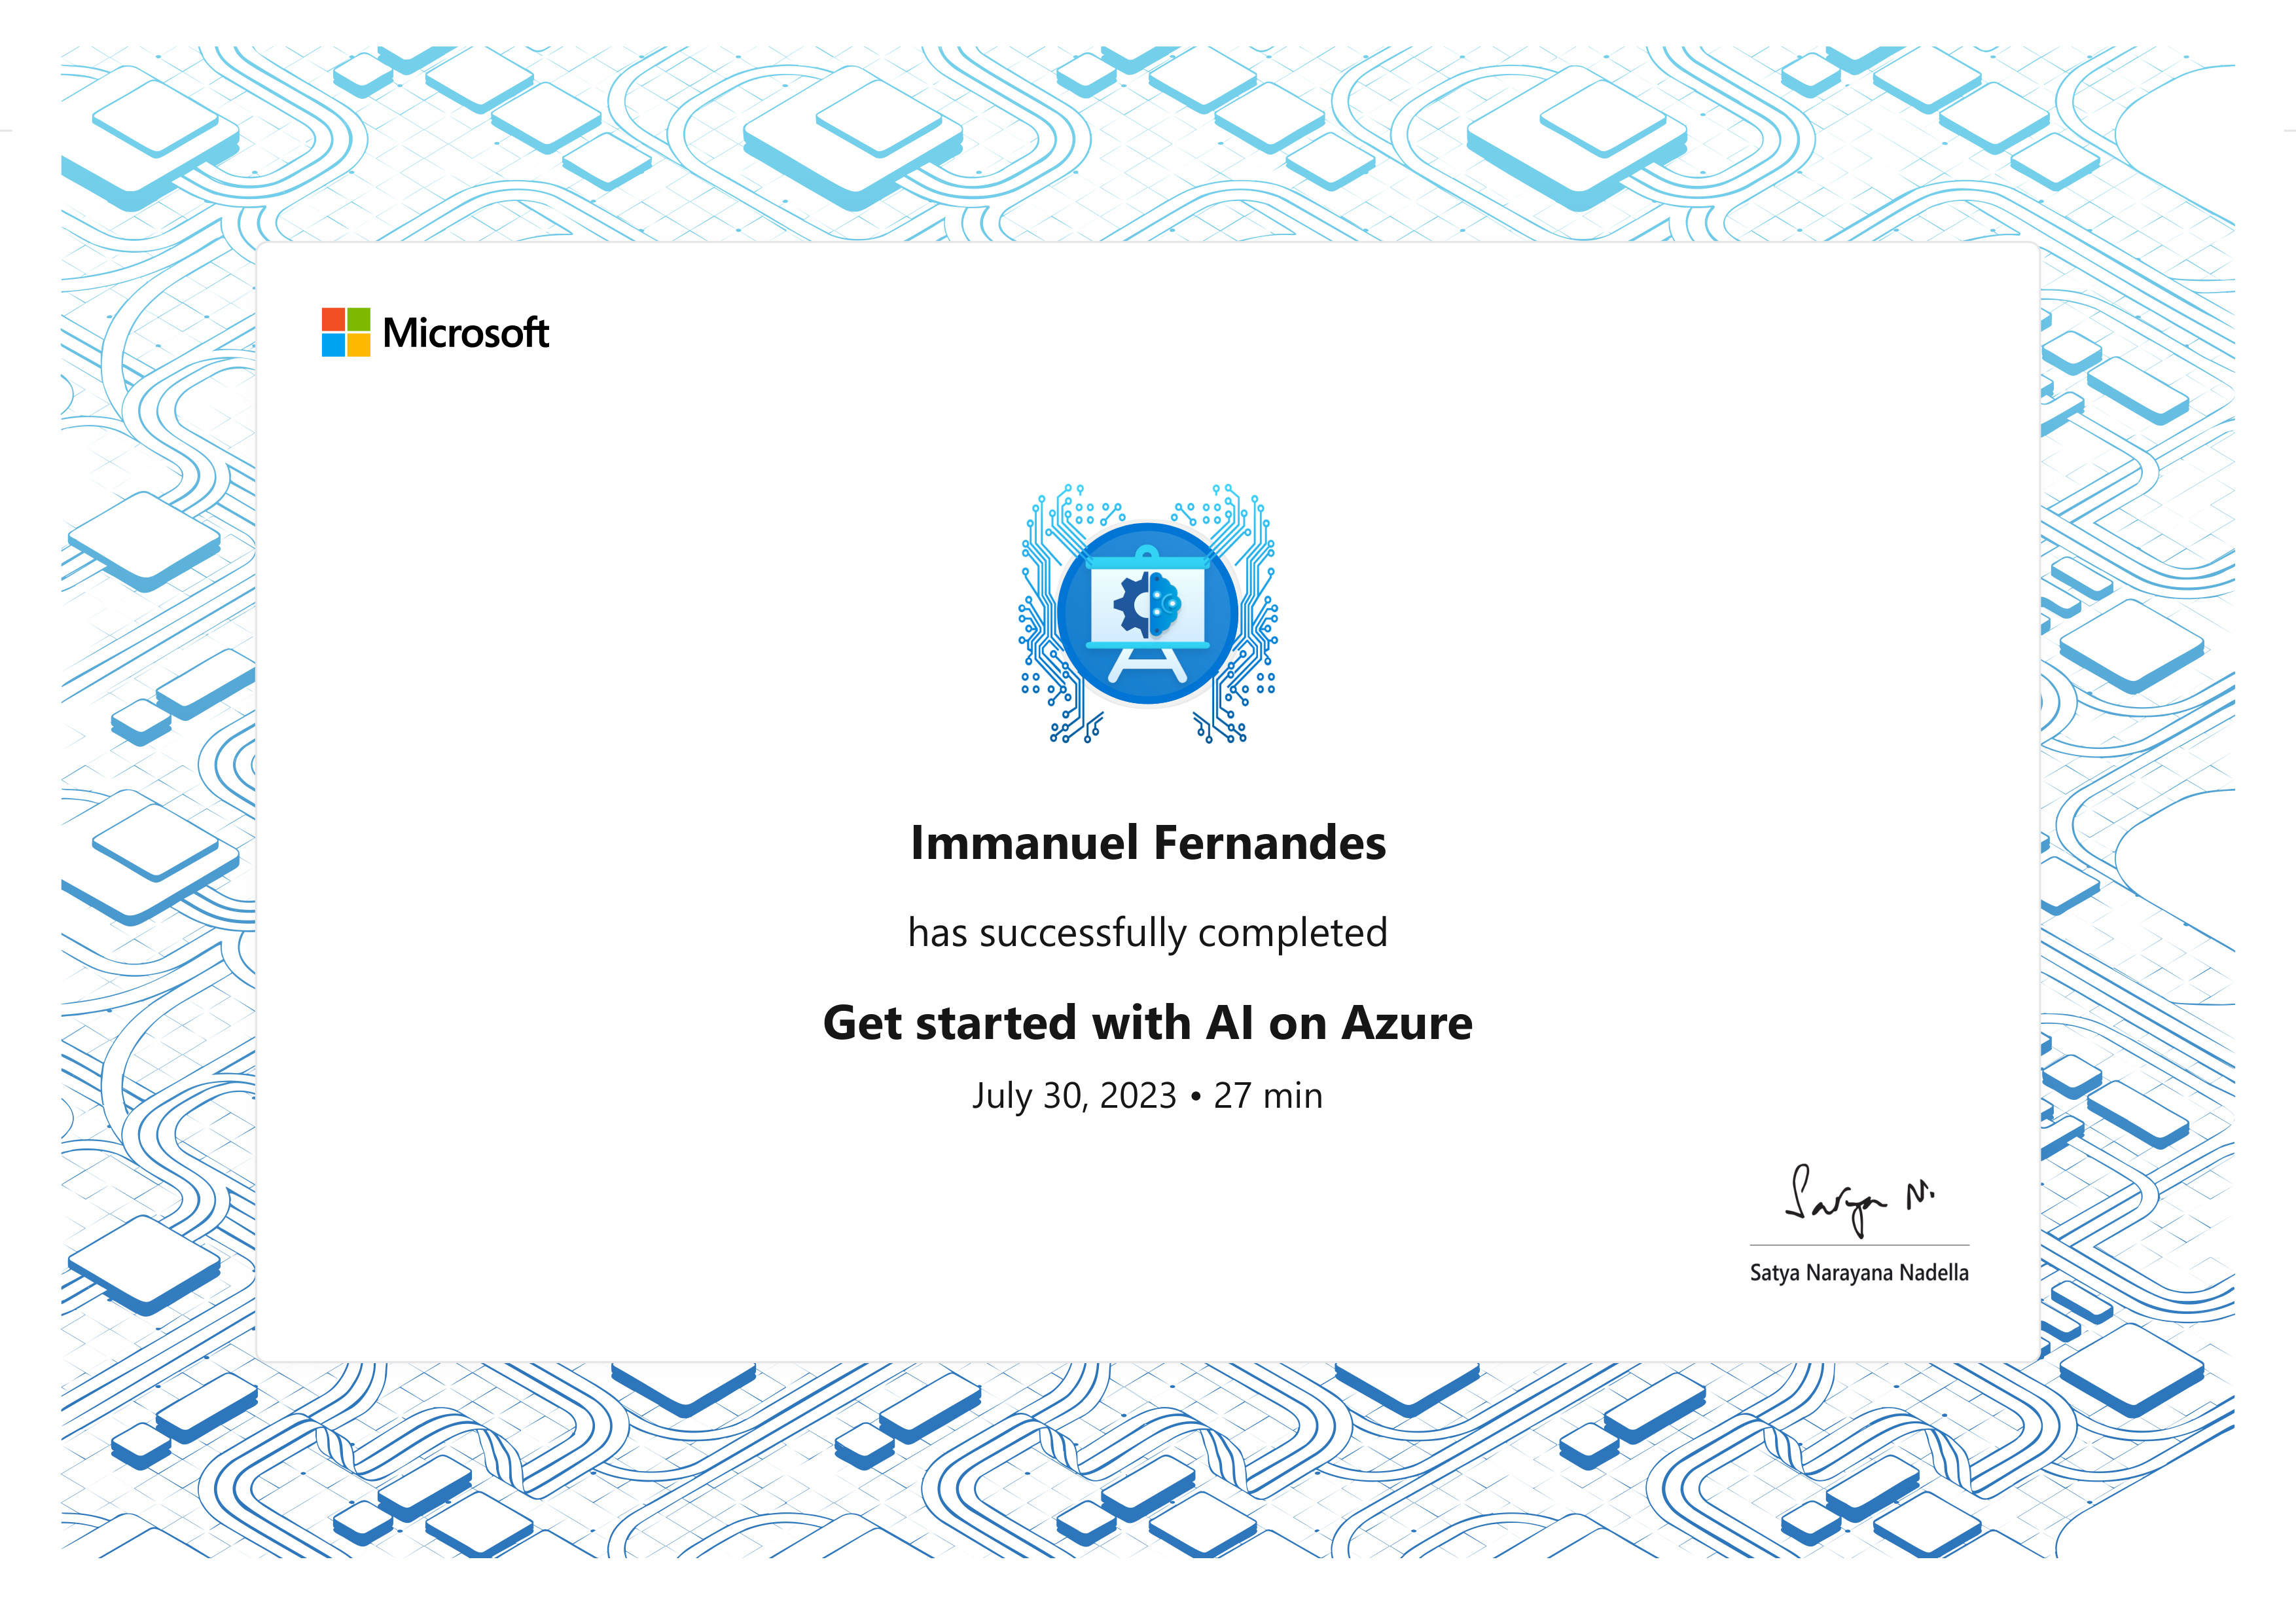 Microsoft
Immanuel Fernandes
has successfully completed
Get started with AI on Azure
July 30, 2023 • 27 min
Satya N.
Satya Narayana Nadella